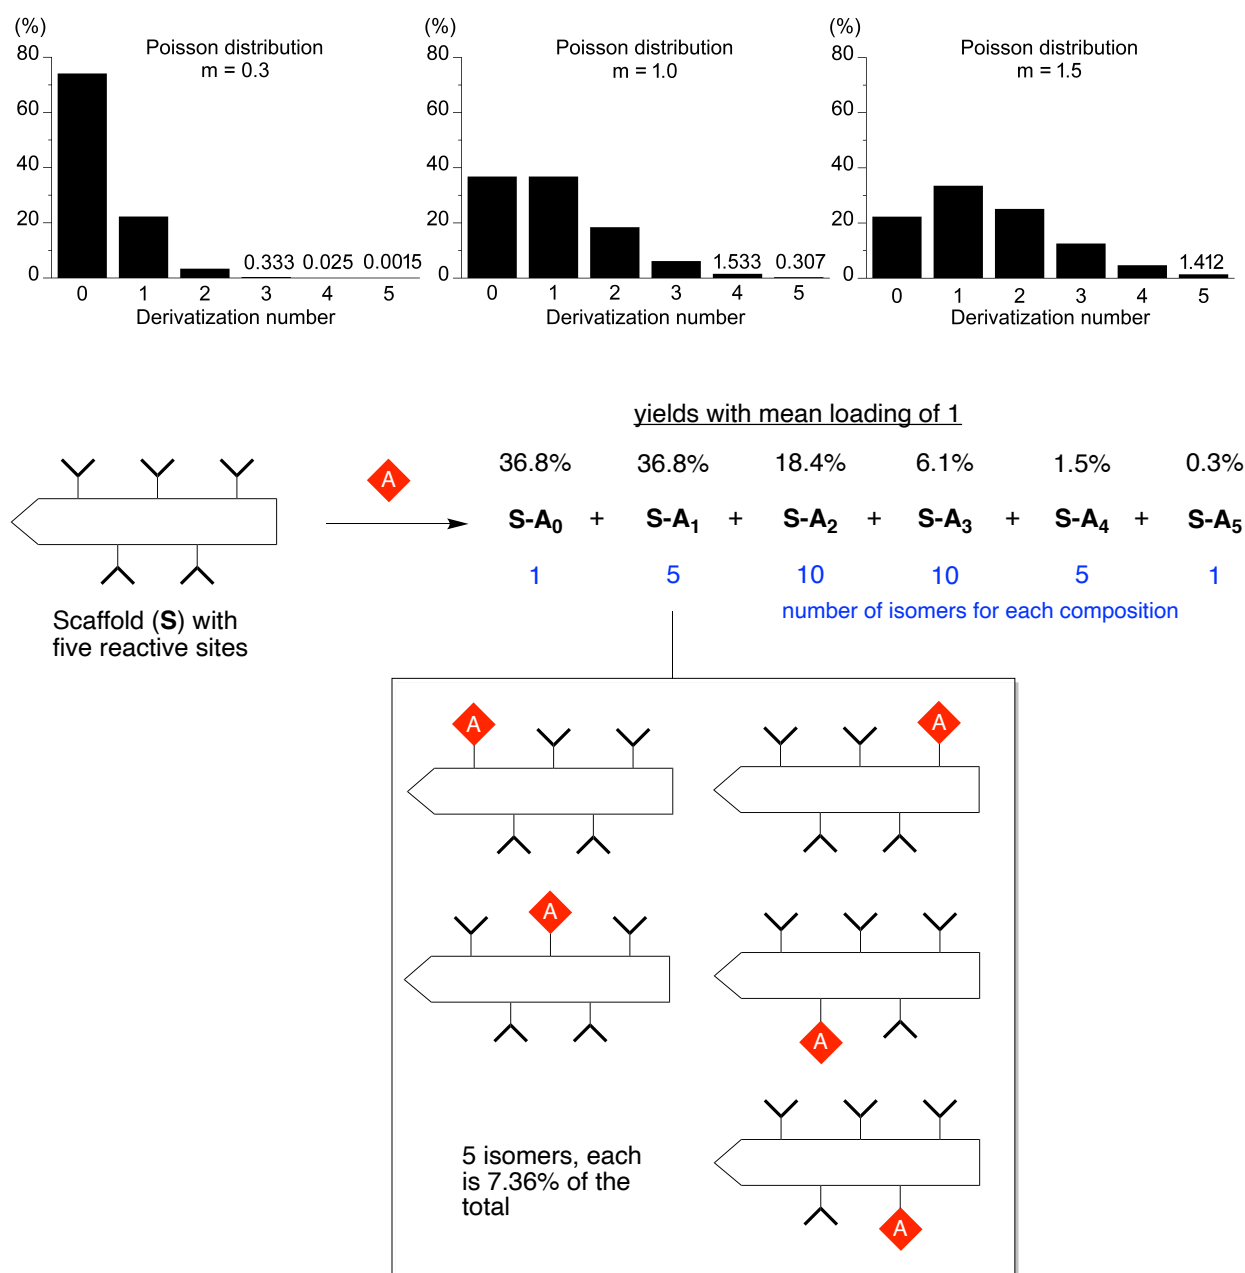 (%)
Poisson distribution
m = 0.3
80
60
40
20
0
0.333 0.025 0.0015
0 1 2 3 4 5
Derivatization number
(%)
Poisson distribution
m = 1.0
80
60
40
20
0
1.533 0.307
0 1 2 3 4 5
Derivatization number
(%)
Poisson distribution
m = 1.5
80
60
40
20
0
1.412
0 1 2 3 4 5
Derivatization number
yields with mean loading of 1
36.8% 36.8% 18.4% 6.1% 1.5% 0.3%
A
S-A0 + S-A1 + S-A2 + S-A3 + S-A4 + S-A5
1 5 10 10 5 1
number of isomers for each composition
Scaffold (S) with
five reactive sites
A
A
A
A
A
5 isomers, each
is 7.36% of the
total